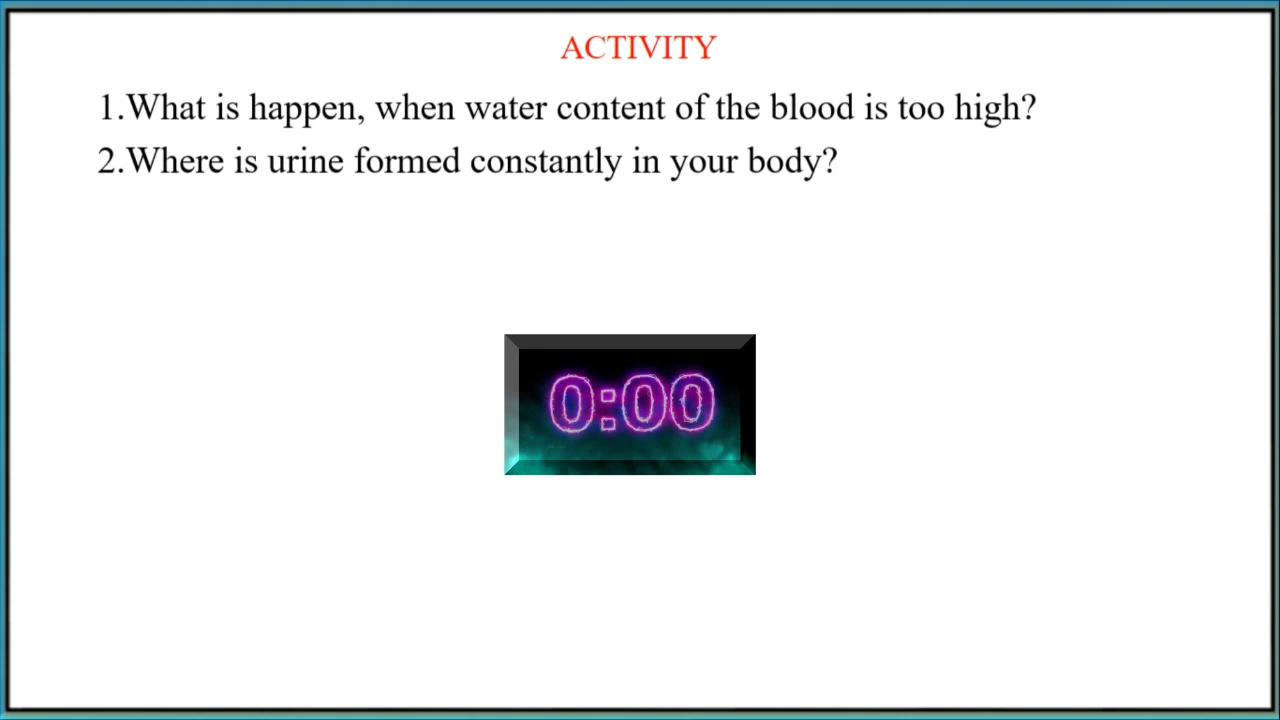 ACTIVITY
1.What is happen, when water content of the blood is too high?
2.Where is urine formed constantly in your body?
0:00